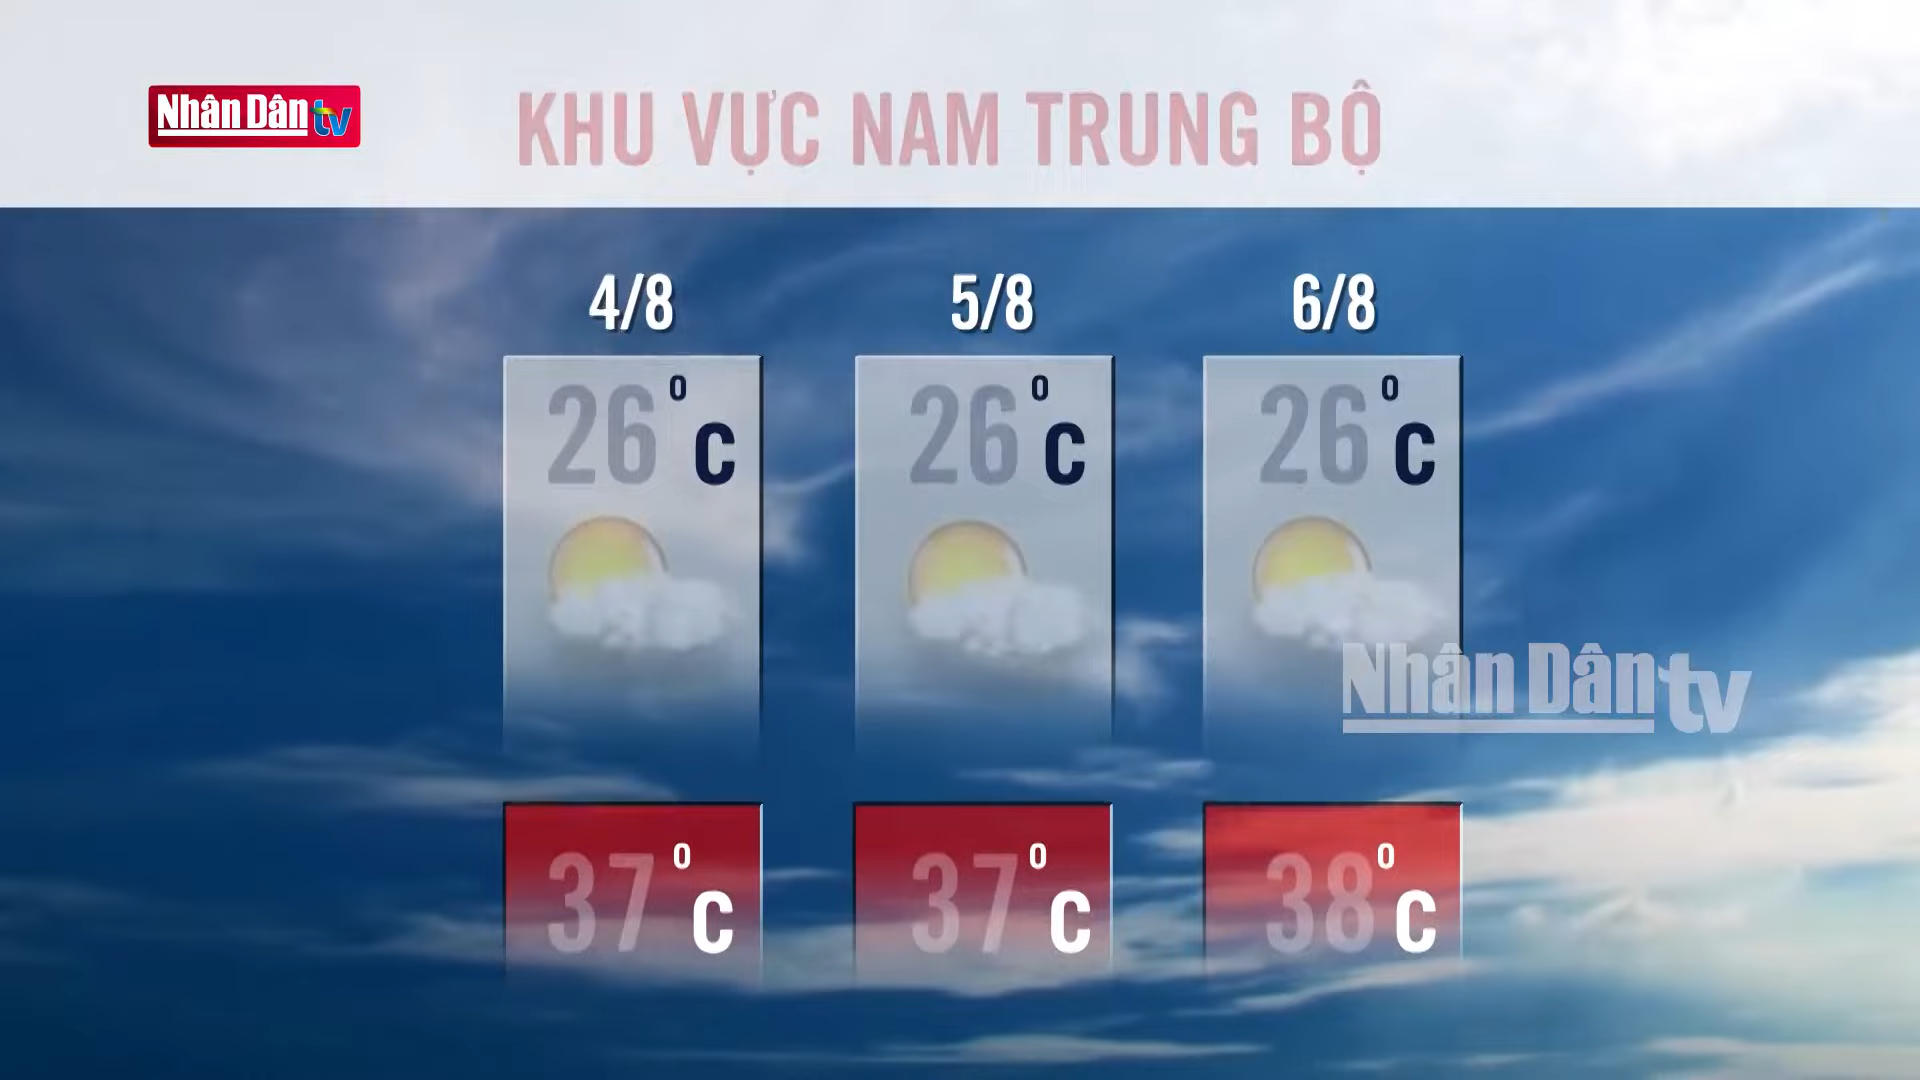 Nhân Dân tv
KHU VỰC NAM TRUNG BỘ
4/8 5/8 6/8
26°C 26°C 26°C
Nhân Dân tv
37°C 37°C 38°C